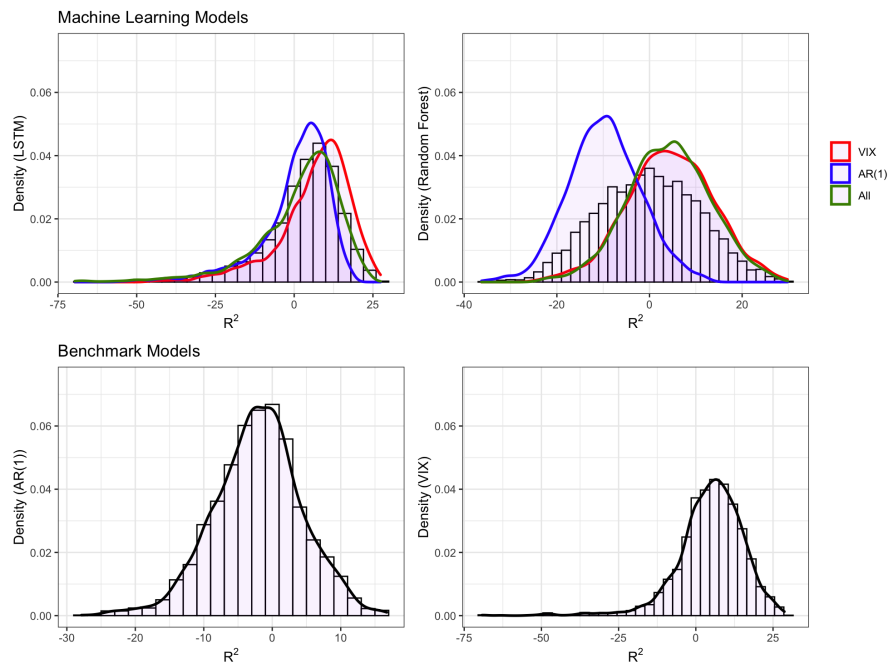 Machine Learning Models
Density (LSTM)
0.06
0.04
0.02
0.00
-75
-50
-25
0
25
R²
Density (Random Forest)
0.06
0.04
0.02
0.00
-40
-20
0
20
R²
VIX
AR(1)
All
Benchmark Models
Density (AR(1))
0.06
0.04
0.02
0.00
-30
-20
-10
0
10
R²
Density (VIX)
0.06
0.04
0.02
0.00
-75
-50
-25
0
25
R²